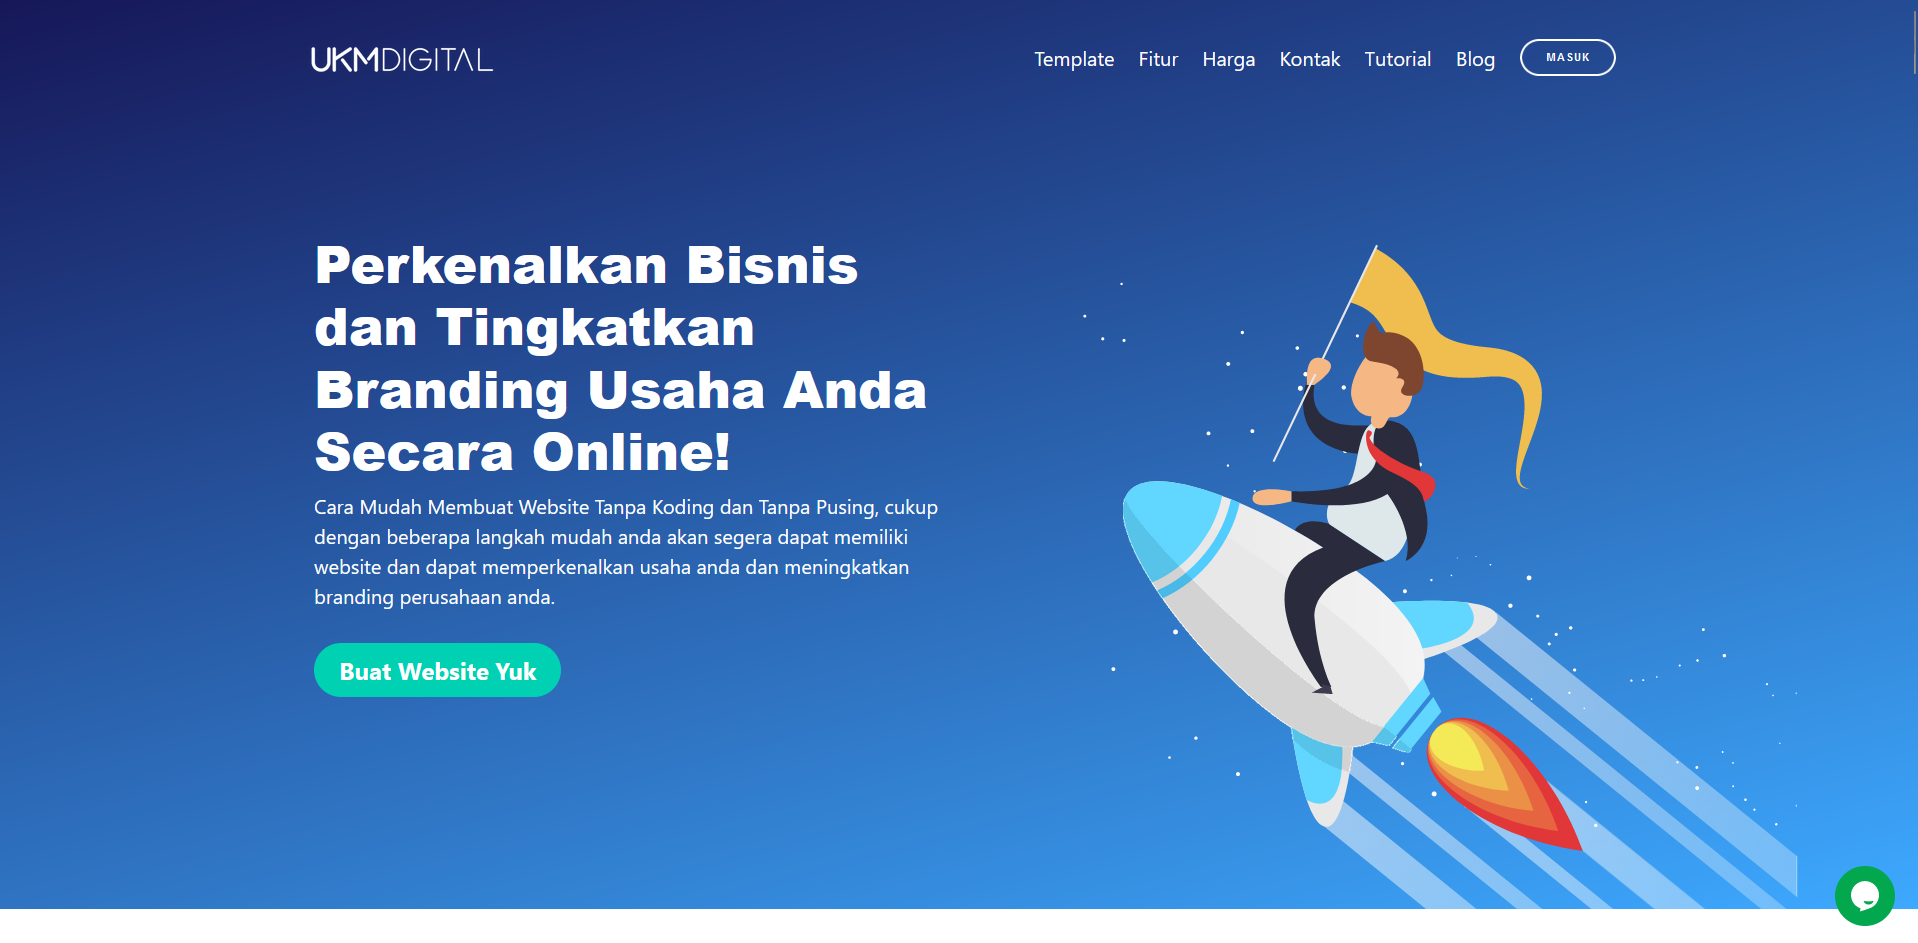 UKMDIGITAL
Template Fitur Harga Kontak Tutorial Blog MASUK
Perkenalkan Bisnis
dan Tingkatkan
Branding Usaha Anda
Secara Online!
Cara Mudah Membuat Website Tanpa Koding dan Tanpa Pusing, cukup
dengan beberapa langkah mudah anda akan segera dapat memiliki
website dan dapat memperkenalkan usaha anda dan meningkatkan
branding perusahaan anda.
Buat Website Yuk